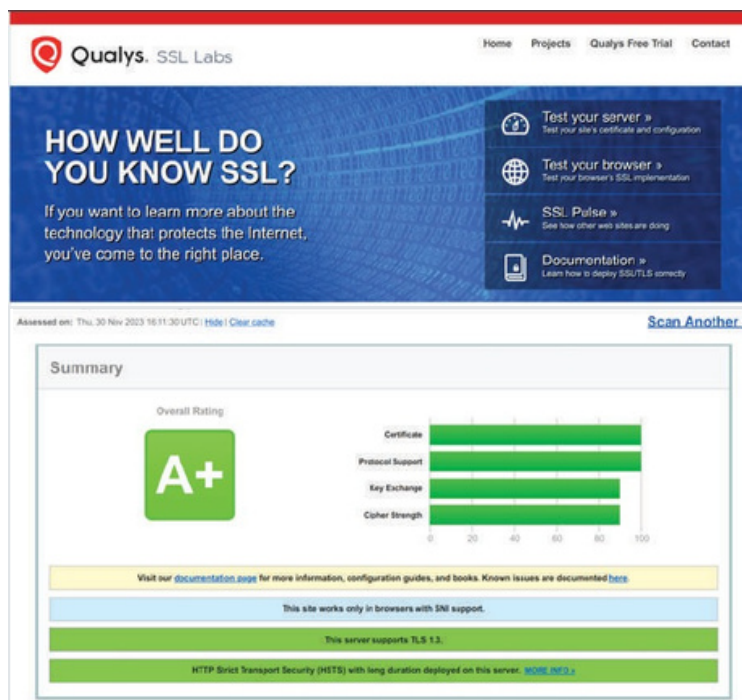 Qualys. SSL Labs
Home Projects Qualys Free Trial Contact
HOW WELL DO
YOU KNOW SSL?
If you want to learn more about the
technology that protects the Internet,
you've come to the right place.
Test your server »
Test your site's certificate and configuration
Test your browser »
Test your browser's SSL implementation
SSL Pulse »
See how other web sites are doing
Documentation »
Learn how to deploy SSL/TLS correctly
Assessed on: Thu, 30 Nov 2023 16:11:30 UTC | Hide | Clear cache
Scan Another
Summary
Overall Rating
A+
Certificate
Protocol Support
Key Exchange
Cipher Strength
0 20 40 60 80 100
Visit our documentation page for more information, configuration guides, and books. Known issues are documented here.
This site works only in browsers with SNI support.
This server supports TLS 1.3.
HTTP Strict Transport Security (HSTS) with long duration deployed on this server. MORE INFO »